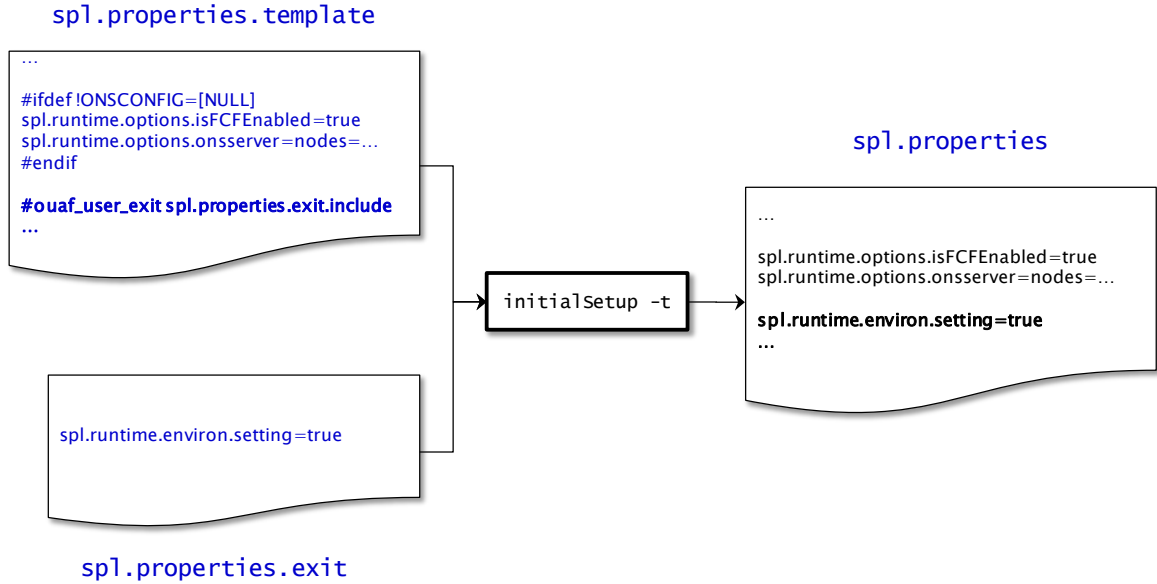 spl.properties.template
...
#ifdef !ONSCONFIG=[NULL]
spl.runtime.options.isFCFEnabled=true
spl.runtime.options.onsserver=nodes=...
#endif
#ouaf_user_exit spl.properties.exit.include
...
spl.runtime.environ.setting=true
spl.properties.exit
initialSetup -t
spl.properties
...
spl.runtime.options.isFCFEnabled=true
spl.runtime.options.onsserver=nodes=...
spl.runtime.environ.setting=true
...